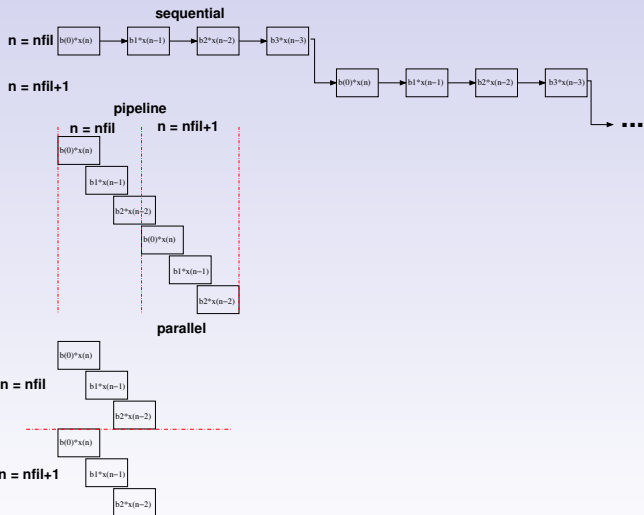 sequential
n = nfil b(0)*x(n) b1*x(n−1) b2*x(n−2) b3*x(n−3)
n = nfil+1 b(0)*x(n) b1*x(n−1) b2*x(n−2) b3*x(n−3)
...
pipeline
n = nfil n = nfil+1
b(0)*x(n)
b1*x(n−1)
b2*x(n−2)
b(0)*x(n)
b1*x(n−1)
b2*x(n−2)
parallel
b(0)*x(n)
n = nfil b1*x(n−1)
b2*x(n−2)
b(0)*x(n)
n = nfil+1 b1*x(n−1)
b2*x(n−2)